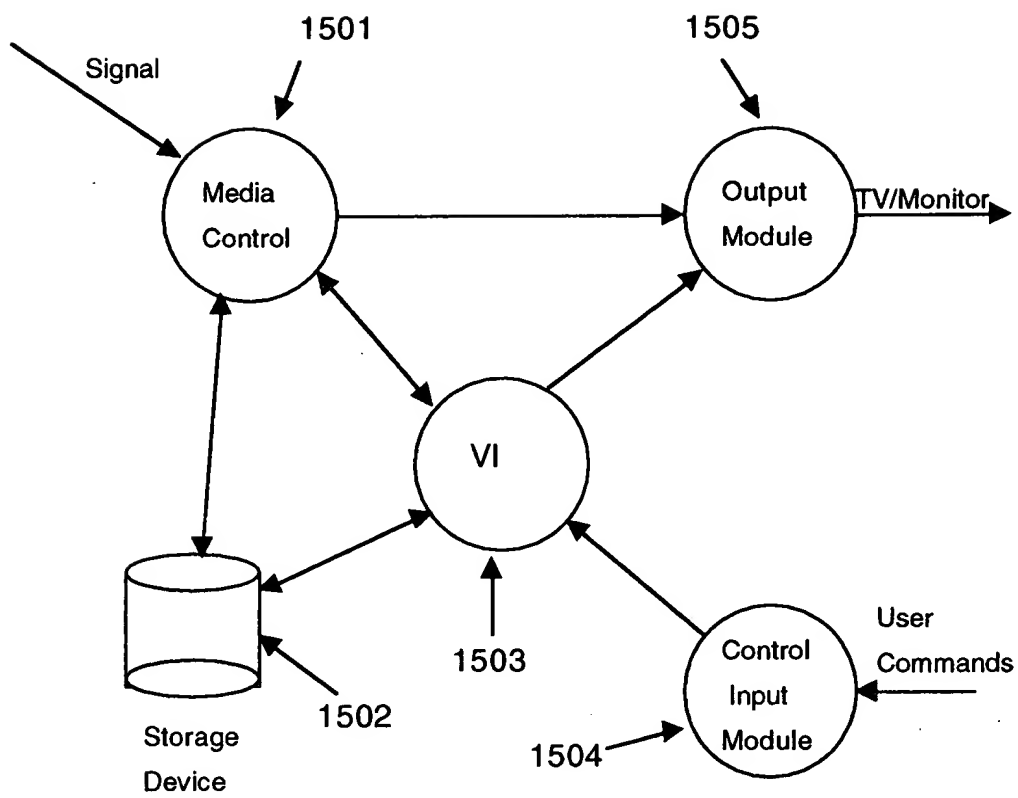 1501
1505
Signal
Media
Control
Output
Module
TV/Monitor
VI
1503
User
Commands
Control
Input
Module
1502
1504
Storage
Device